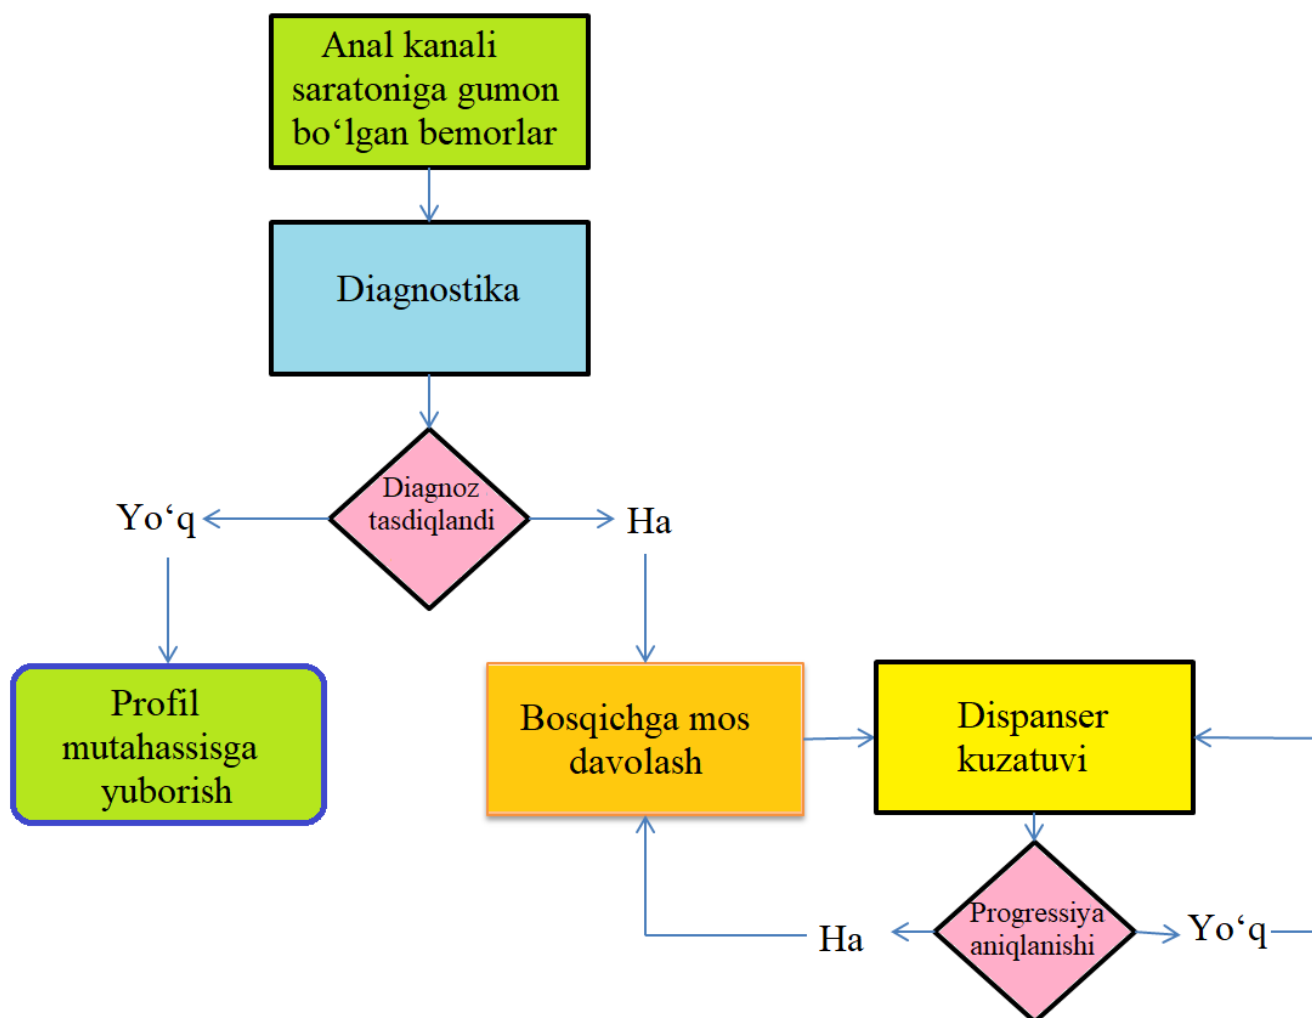 Anal kanali
saratoniga gumon
bo‘lgan bemorlar
Diagnostika
Diagnoz
tasdiqlandi
Yo‘q
Ha
Profil
mutahassisga
yuborish
Bosqichga mos
davolash
Dispanser
kuzatuvi
Progressiya
aniqlanishi
Ha
Yo‘q